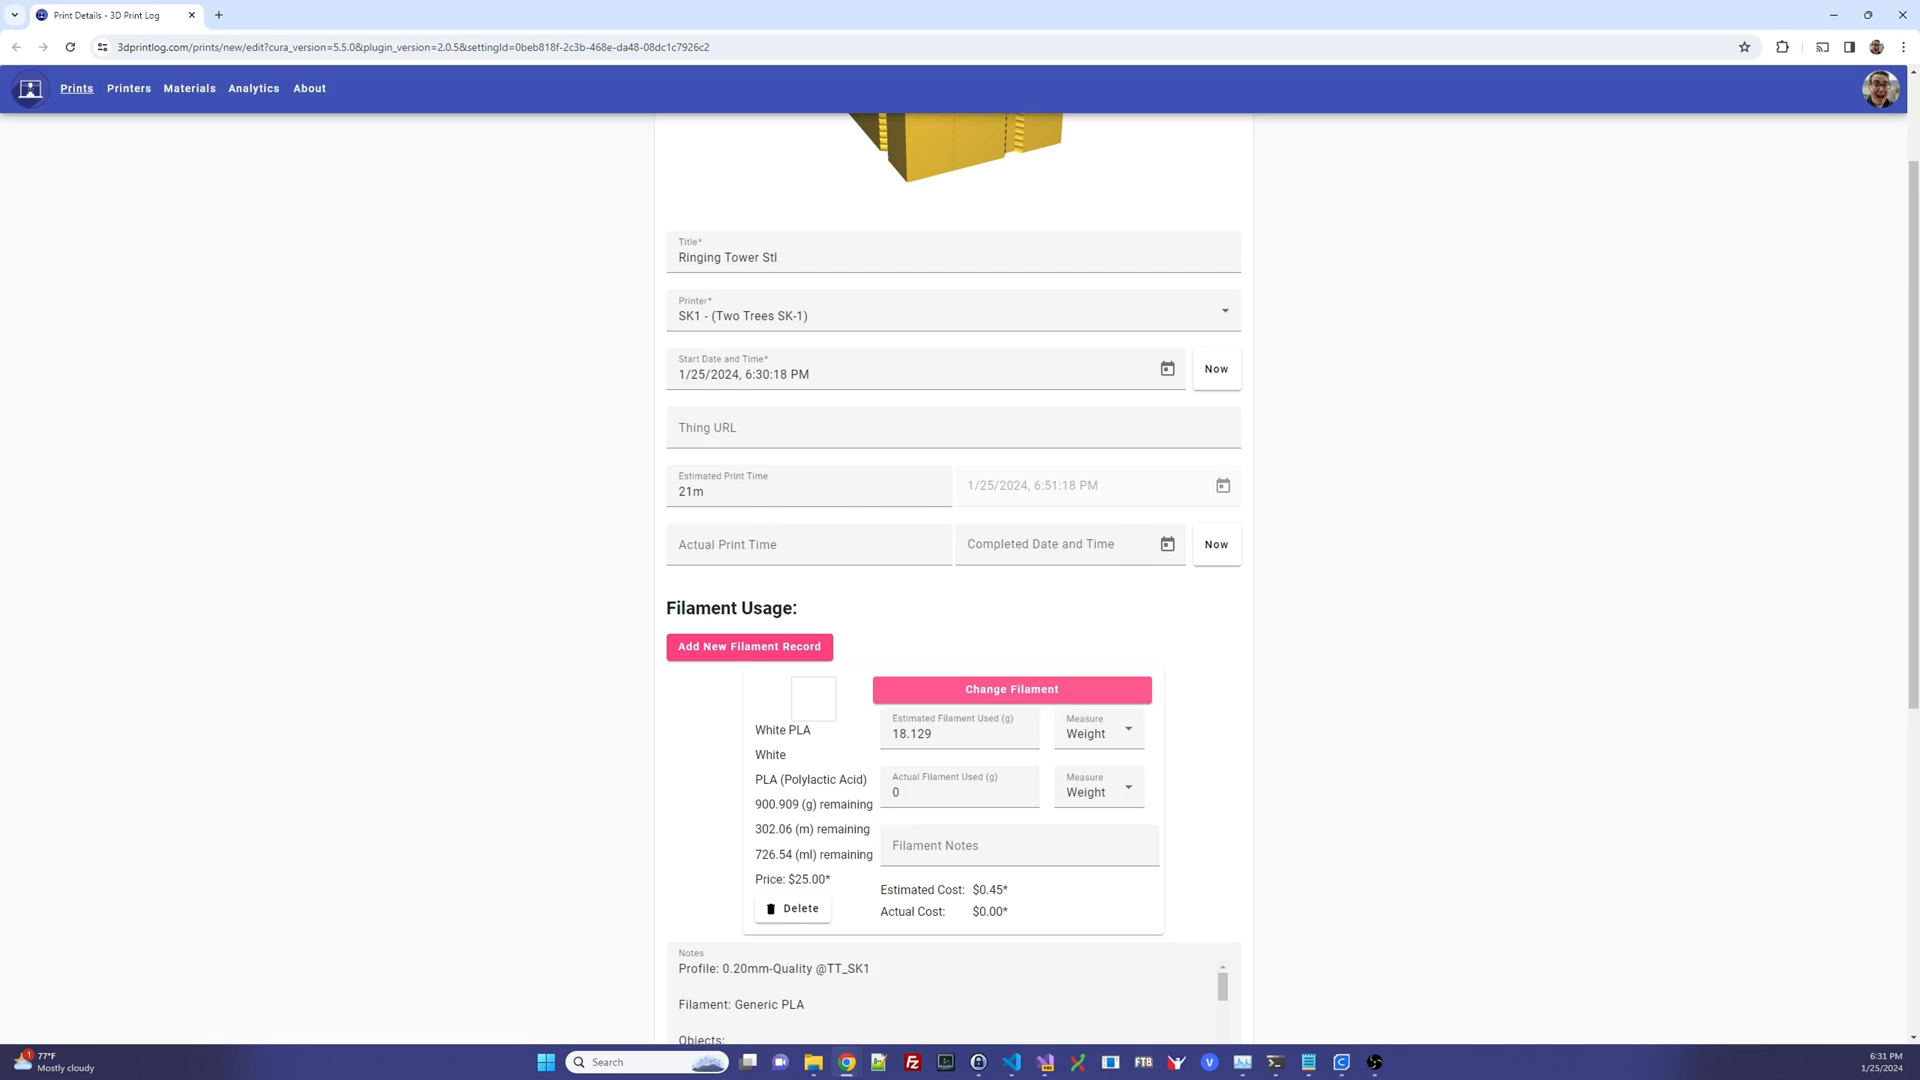 Print Details - 3D Print Log
3dprintlog.com/prints/new/edit?cura_version=5.5.0&plugin_version=2.0.5&settingId=0beb818f-2c3b-468e-da48-08dc1c7926c2
Prints Printers Materials Analytics About
Title*
Ringing Tower Stl
Printer*
SK1 - (Two Trees SK-1)
Start Date and Time*
1/25/2024, 6:30:18 PM
Now
Thing URL
Estimated Print Time
21m
1/25/2024, 6:51:18 PM
Actual Print Time
Completed Date and Time
Now
Filament Usage:
Add New Filament Record
Change Filament
White PLA
White
PLA (Polylactic Acid)
900.909 (g) remaining
302.06 (m) remaining
726.54 (ml) remaining
Price: $25.00*
Delete
Estimated Filament Used (g)
18.129
Measure
Weight
Actual Filament Used (g)
0
Measure
Weight
Filament Notes
Estimated Cost: $0.45*
Actual Cost: $0.00*
Notes
Profile: 0.20mm-Quality @TT_SK1
Filament: Generic PLA
Objects:
1
77°F
Mostly cloudy
Search
FTB
6:31 PM
1/25/2024